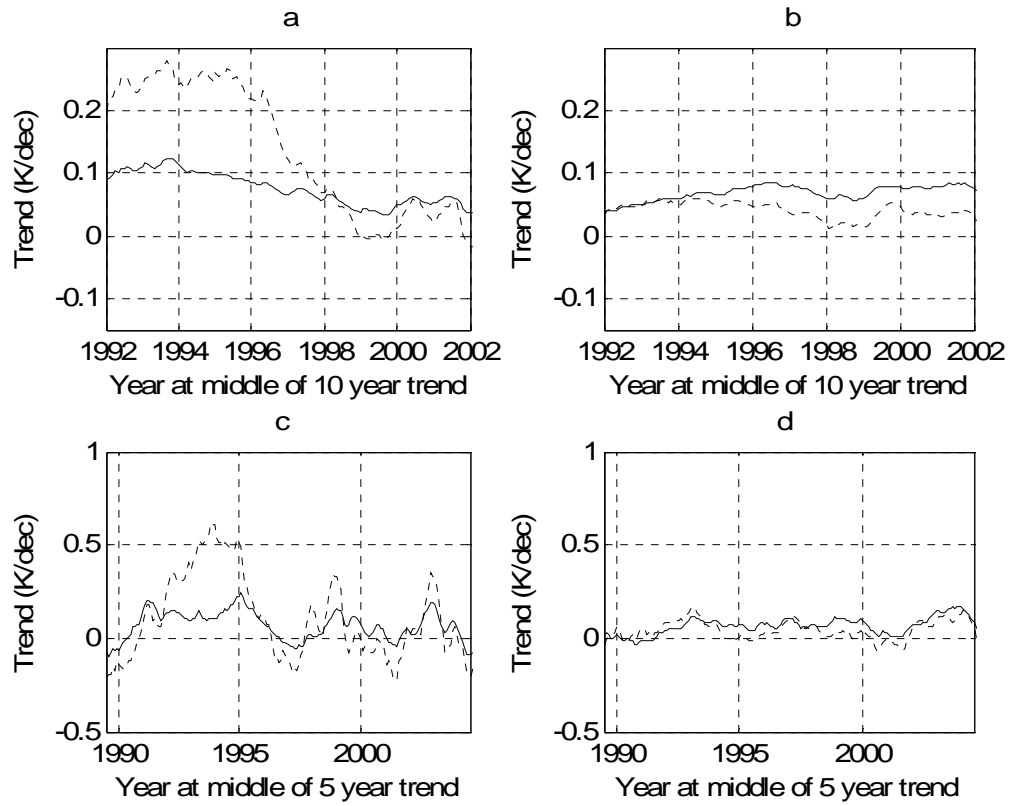 a
Trend (K/dec)
0.2
0.1
0
-0.1
1992 1994 1996 1998 2000 2002
Year at middle of 10 year trend
b
Trend (K/dec)
0.2
0.1
0
-0.1
1992 1994 1996 1998 2000 2002
Year at middle of 10 year trend
c
Trend (K/dec)
1
0.5
0
-0.5
1990 1995 2000
Year at middle of 5 year trend
d
Trend (K/dec)
1
0.5
0
-0.5
1990 1995 2000
Year at middle of 5 year trend